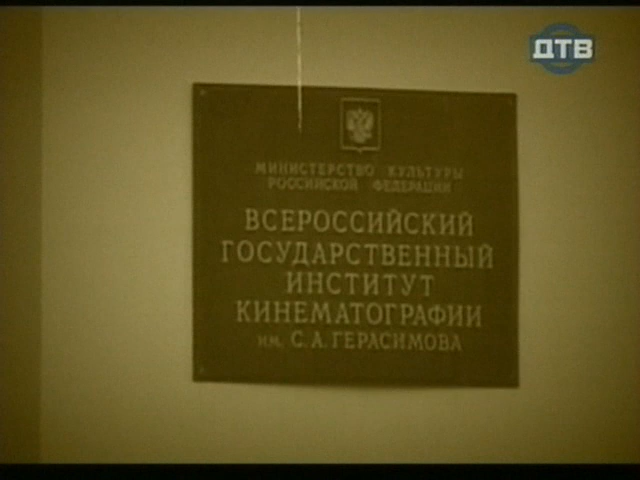 ДТВ
МИНИСТЕРСТВО КУЛЬТУРЫ
РОССИЙСКОЙ ФЕДЕРАЦИИ
ВСЕРОССИЙСКИЙ
ГОСУДАРСТВЕННЫЙ
ИНСТИТУТ
КИНЕМАТОГРАФИИ
ИМ. С.А.ГЕРАСИМОВА